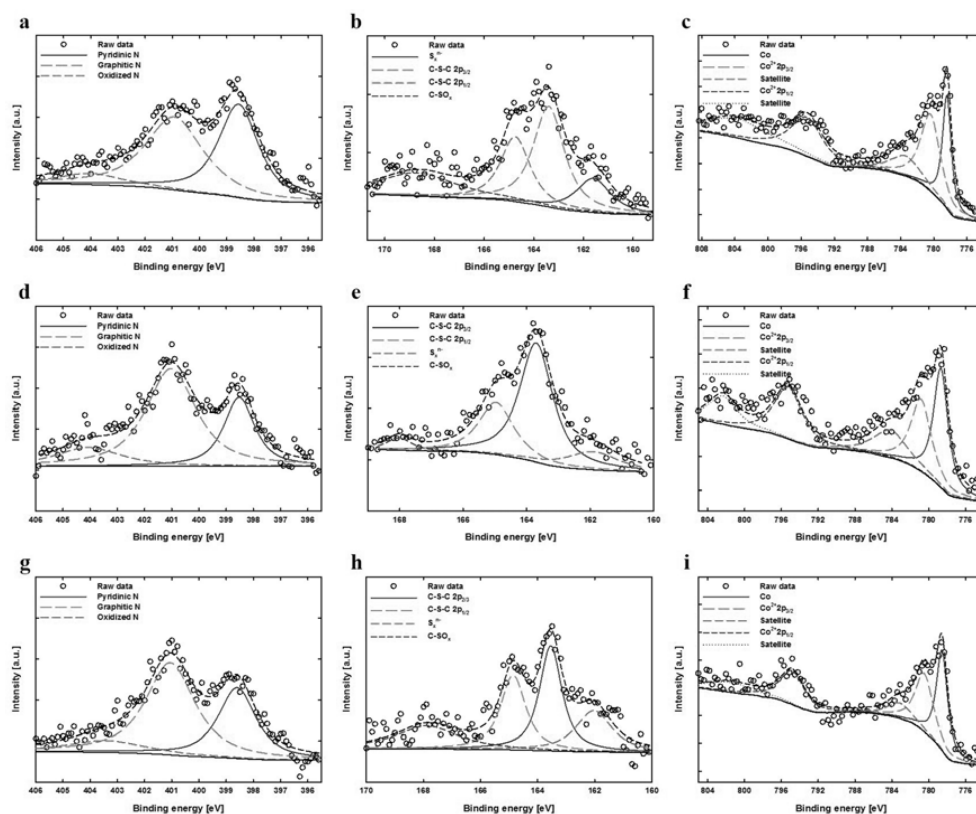 a
Raw data
Pyridinic N
Graphitic N
Oxidized N
Intensity [a.u.]
406 405 404 403 402 401 400 399 398 397 396
Binding energy [eV]
b
Raw data
Sₓⁿ⁻
C-S-C 2p₃/₂
C-S-C 2p₁/₂
C-SOₓ
Intensity [a.u.]
170 168 166 164 162 160
Binding energy [eV]
c
Raw data
Co
Co²⁺2p₃/₂
Satellite
Co²⁺2p₁/₂
Satellite
Intensity [a.u.]
808 804 800 796 792 788 784 780 776
Binding energy [eV]
d
Raw data
Pyridinic N
Graphitic N
Oxidized N
Intensity [a.u.]
406 405 404 403 402 401 400 399 398 397 396
Binding energy [eV]
e
Raw data
C-S-C 2p₃/₂
C-S-C 2p₁/₂
Sₓⁿ⁻
C-SOₓ
Intensity [a.u.]
168 166 164 162 160
Binding energy [eV]
f
Raw data
Co
Co²⁺2p₃/₂
Satellite
Co²⁺2p₁/₂
Satellite
Intensity [a.u.]
804 800 796 792 788 784 780 776
Binding energy [eV]
g
Raw data
Pyridinic N
Graphitic N
Oxidized N
Intensity [a.u.]
406 405 404 403 402 401 400 399 398 397 396
Binding energy [eV]
h
Raw data
C-S-C 2p₂/₃
C-S-C 2p₁/₂
Sₓⁿ⁻
C-SOₓ
Intensity [a.u.]
170 168 166 164 162 160
Binding energy [eV]
i
Raw data
Co
Co²⁺2p₃/₂
Satellite
Co²⁺2p₁/₂
Satellite
Intensity [a.u.]
804 800 796 792 788 784 780 776
Binding energy [eV]